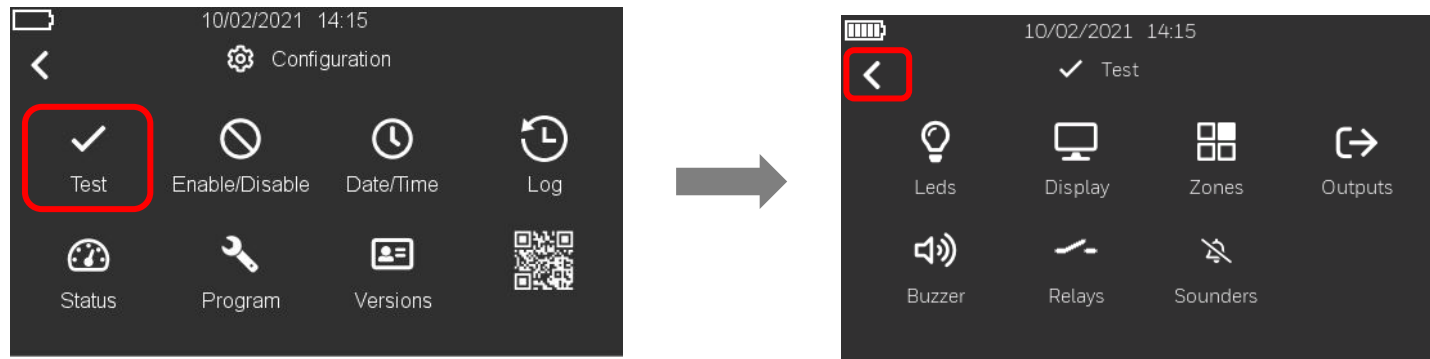 10/02/2021 14:15
Configuration
Test Enable/Disable Date/Time Log
Status Program Versions
10/02/2021 14:15
Test
Leds Display Zones Outputs
Buzzer Relays Sounders